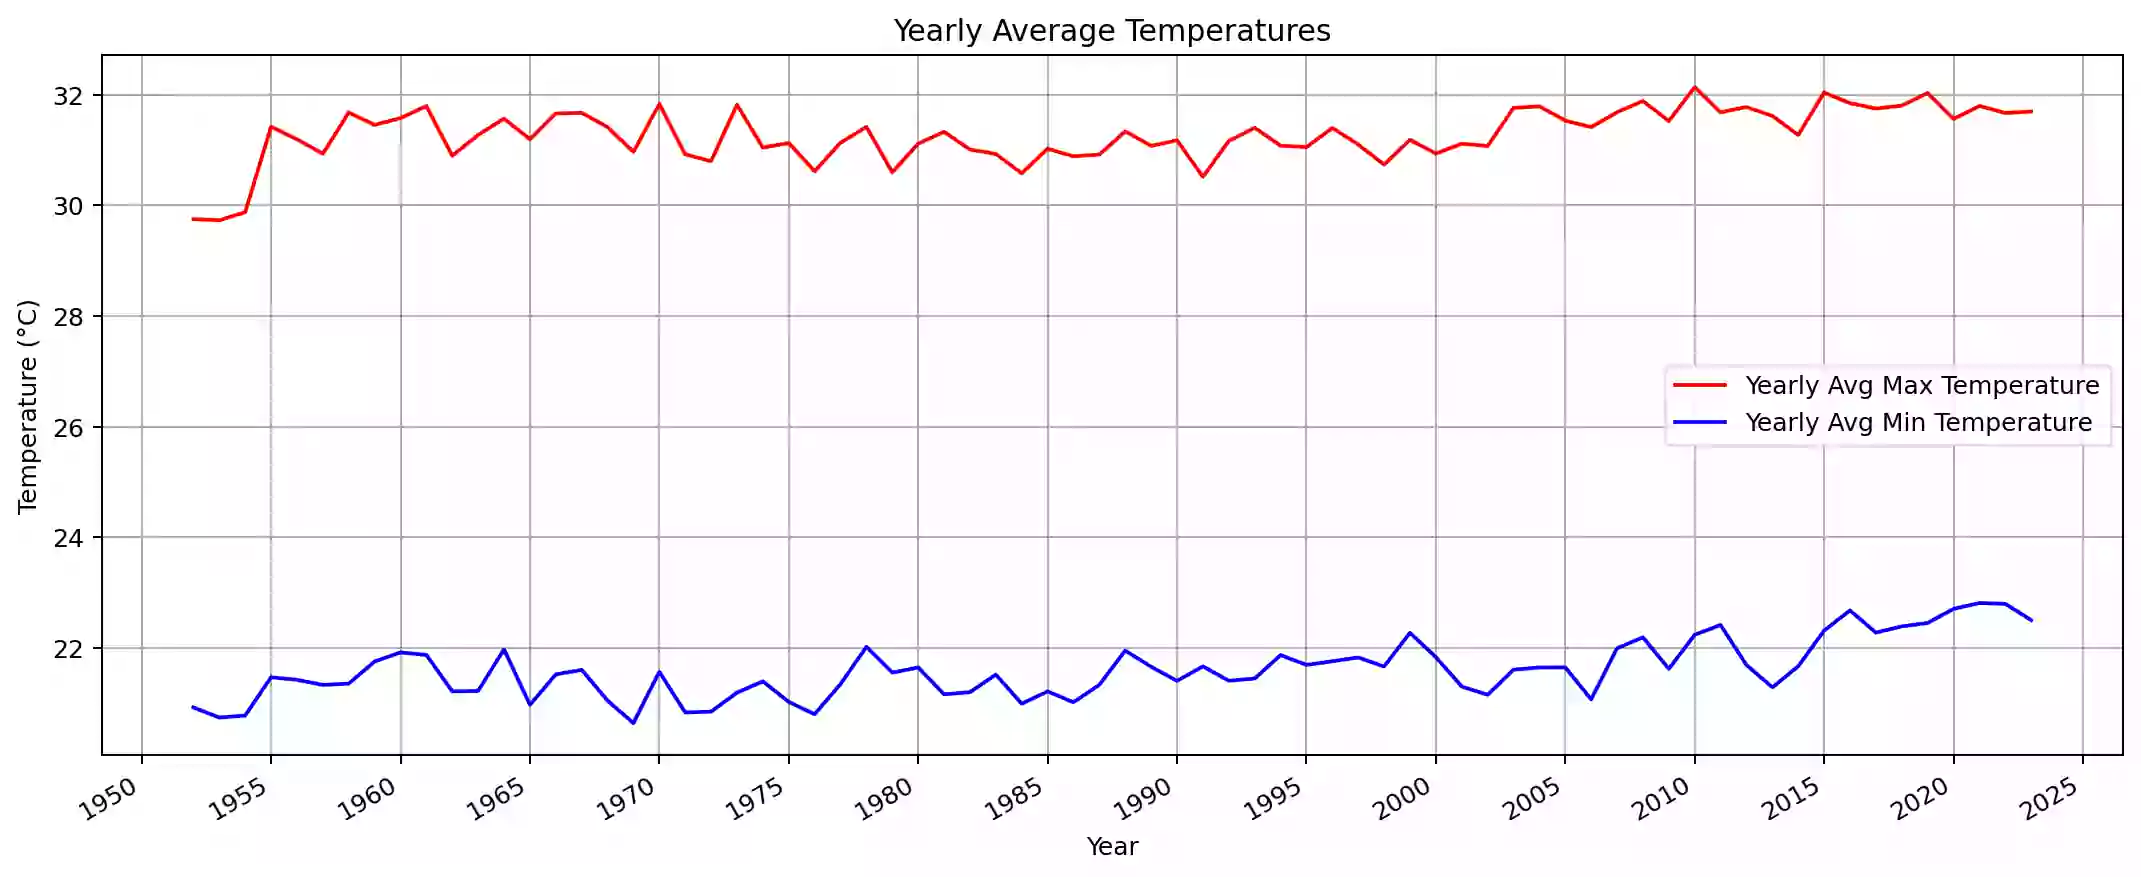 Yearly Average Temperatures
32
30
28
26
24
22
Temperature (°C)
Yearly Avg Max Temperature
Yearly Avg Min Temperature
1950 1955 1960 1965 1970 1975 1980 1985 1990 1995 2000 2005 2010 2015 2020 2025
Year